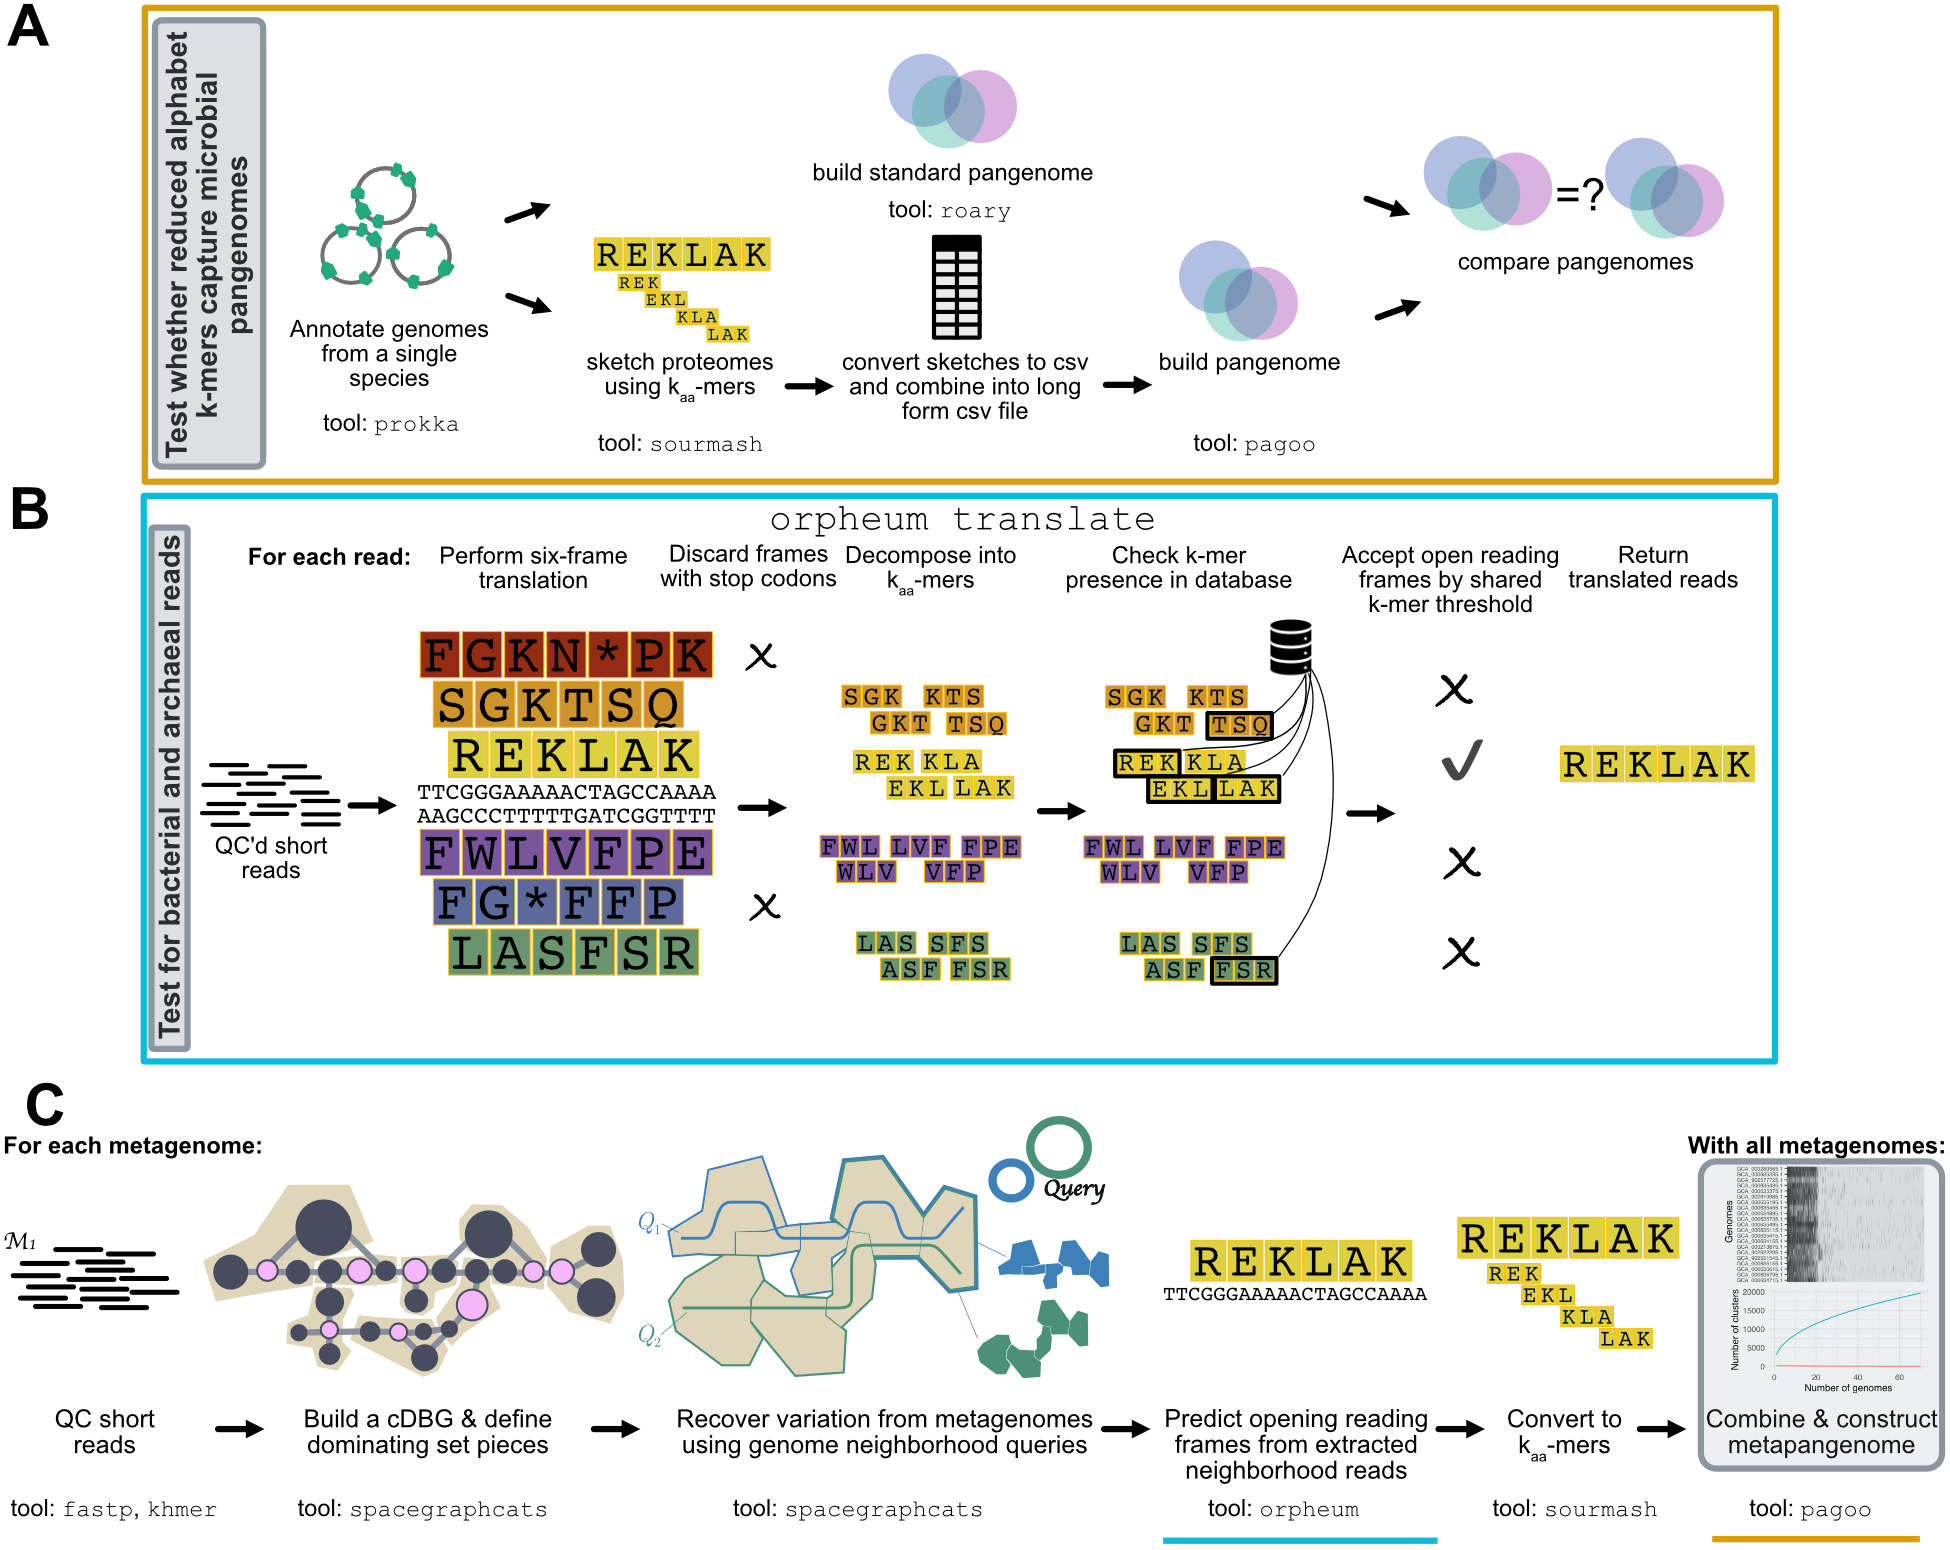 A
Test whether reduced alphabet
k-mers capture microbial
pangenomes
Annotate genomes
from a single
species
tool: prokka
build standard pangenome
tool: roary
REKLAK
REK
EKL
KLA
LAK
sketch proteomes
using kaa-mers
tool: sourmash
convert sketches to csv
and combine into long
form csv file
build pangenome
tool: pagoo
=?
compare pangenomes
B
Test for bacterial and archaeal reads
orpheum translate
For each read:
Perform six-frame
translation
Discard frames
with stop codons
Decompose into
kaa-mers
Check k-mer
presence in database
Accept open reading
frames by shared
k-mer threshold
Return
translated reads
QC'd short
reads
FGKN*PK
SGKTSQ
REKLAK
TTCGGGAAAAACTAGCCAAAA
AAGCCCTTTTTGATCGGTTTT
FWLVFPE
FG*FFP
LASFSR
X
X
SGK KTS
GKT TSQ
REK KLA
EKL LAK
FWL LVF FPE
WLV VFP
LAS SFS
ASF FSR
SGK KTS
GKT TSQ
REK KLA
EKL LAK
FWL LVF FPE
WLV VFP
LAS SFS
ASF FSR
X
✓
X
X
REKLAK
C
For each metagenome:
M1
QC short
reads
tool: fastp, khmer
Build a cDBG & define
dominating set pieces
tool: spacegraphcats
Query
Q1
Q2
Recover variation from metagenomes
using genome neighborhood queries
tool: spacegraphcats
REKLAK
TTCGGGAAAAACTAGCCAAAA
Predict opening reading
frames from extracted
neighborhood reads
tool: orpheum
REKLAK
REK
EKL
KLA
LAK
Convert to
kaa-mers
tool: sourmash
With all metagenomes:
Genomes
Number of clusters
20000
15000
10000
5000
0
0 20 40 60
Number of genomes
Combine & construct
metapangenome
tool: pagoo